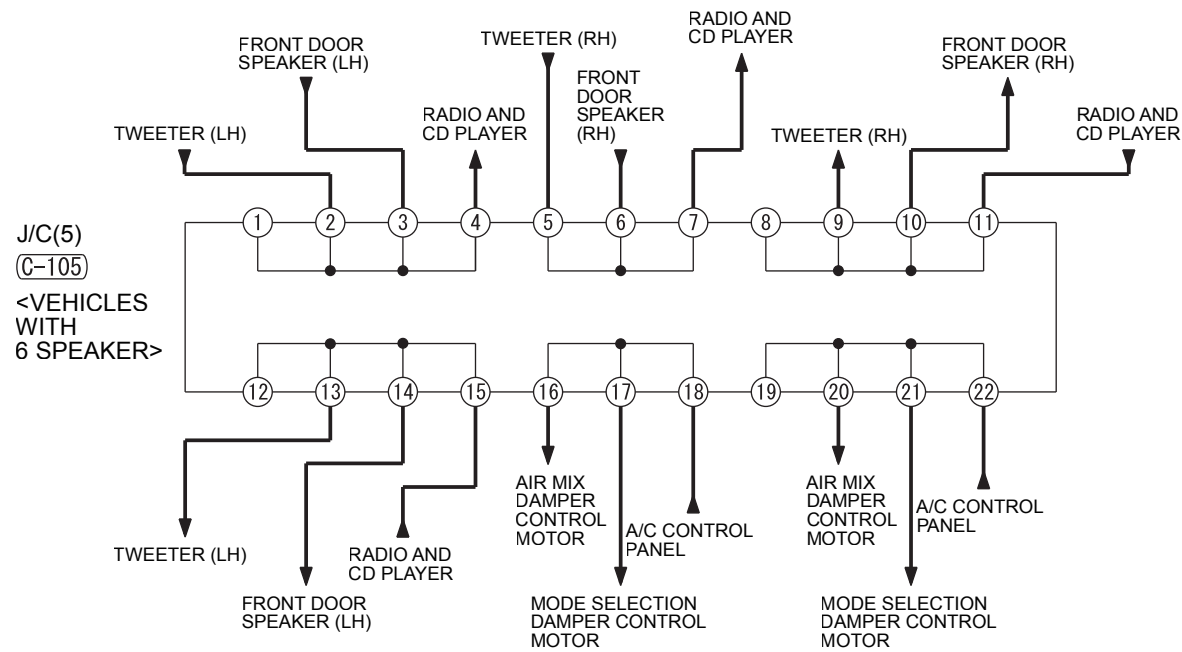 RADIO AND
CD PLAYER
FRONT DOOR
SPEAKER (LH)
TWEETER (RH)
FRONT DOOR
SPEAKER (RH)
FRONT
DOOR
SPEAKER
(RH)
RADIO AND
CD PLAYER
RADIO AND
CD PLAYER
TWEETER (LH)
TWEETER (RH)
1 2 3 4 5 6 7 8 9 10 11
J/C(5)
C-105
<VEHICLES
WITH
6 SPEAKER>
12 13 14 15 16 17 18 19 20 21 22
AIR MIX
DAMPER
CONTROL
MOTOR
A/C CONTROL
PANEL
AIR MIX
DAMPER
CONTROL
MOTOR
A/C CONTROL
PANEL
TWEETER (LH)
RADIO AND
CD PLAYER
FRONT DOOR
SPEAKER (LH)
MODE SELECTION
DAMPER CONTROL
MOTOR
MODE SELECTION
DAMPER CONTROL
MOTOR